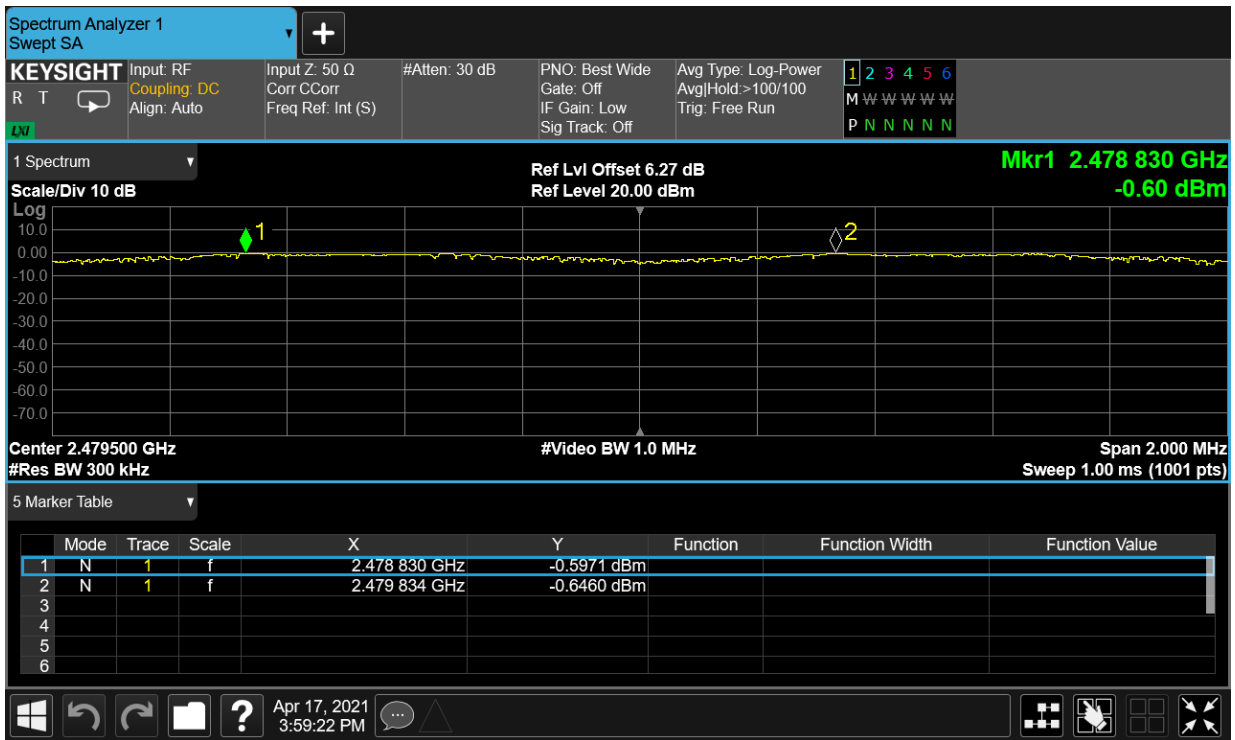 Spectrum Analyzer 1
Swept SA
+
KEYSIGHT
R T
LXI
Input: RF
Coupling: DC
Align: Auto
Input Z: 50 Ω
Corr CCorr
Freq Ref: Int (S)
#Atten: 30 dB
PNO: Best Wide
Gate: Off
IF Gain: Low
Sig Track: Off
Avg Type: Log-Power
Avg|Hold:>100/100
Trig: Free Run
1 2 3 4 5 6
M W W W W W
P N N N N N
1 Spectrum
Scale/Div 10 dB
Ref Lvl Offset 6.27 dB
Ref Level 20.00 dBm
Mkr1 2.478 830 GHz
-0.60 dBm
Log
10.0
0.00
-10.0
-20.0
-30.0
-40.0
-50.0
-60.0
-70.0
1
2
Center 2.479500 GHz
#Res BW 300 kHz
#Video BW 1.0 MHz
Span 2.000 MHz
Sweep 1.00 ms (1001 pts)
5 Marker Table
Mode Trace Scale X Y Function Function Width Function Value
1 N 1 f 2.478 830 GHz -0.5971 dBm
2 N 1 f 2.479 834 GHz -0.6460 dBm
3
4
5
6
?
Apr 17, 2021
3:59:22 PM